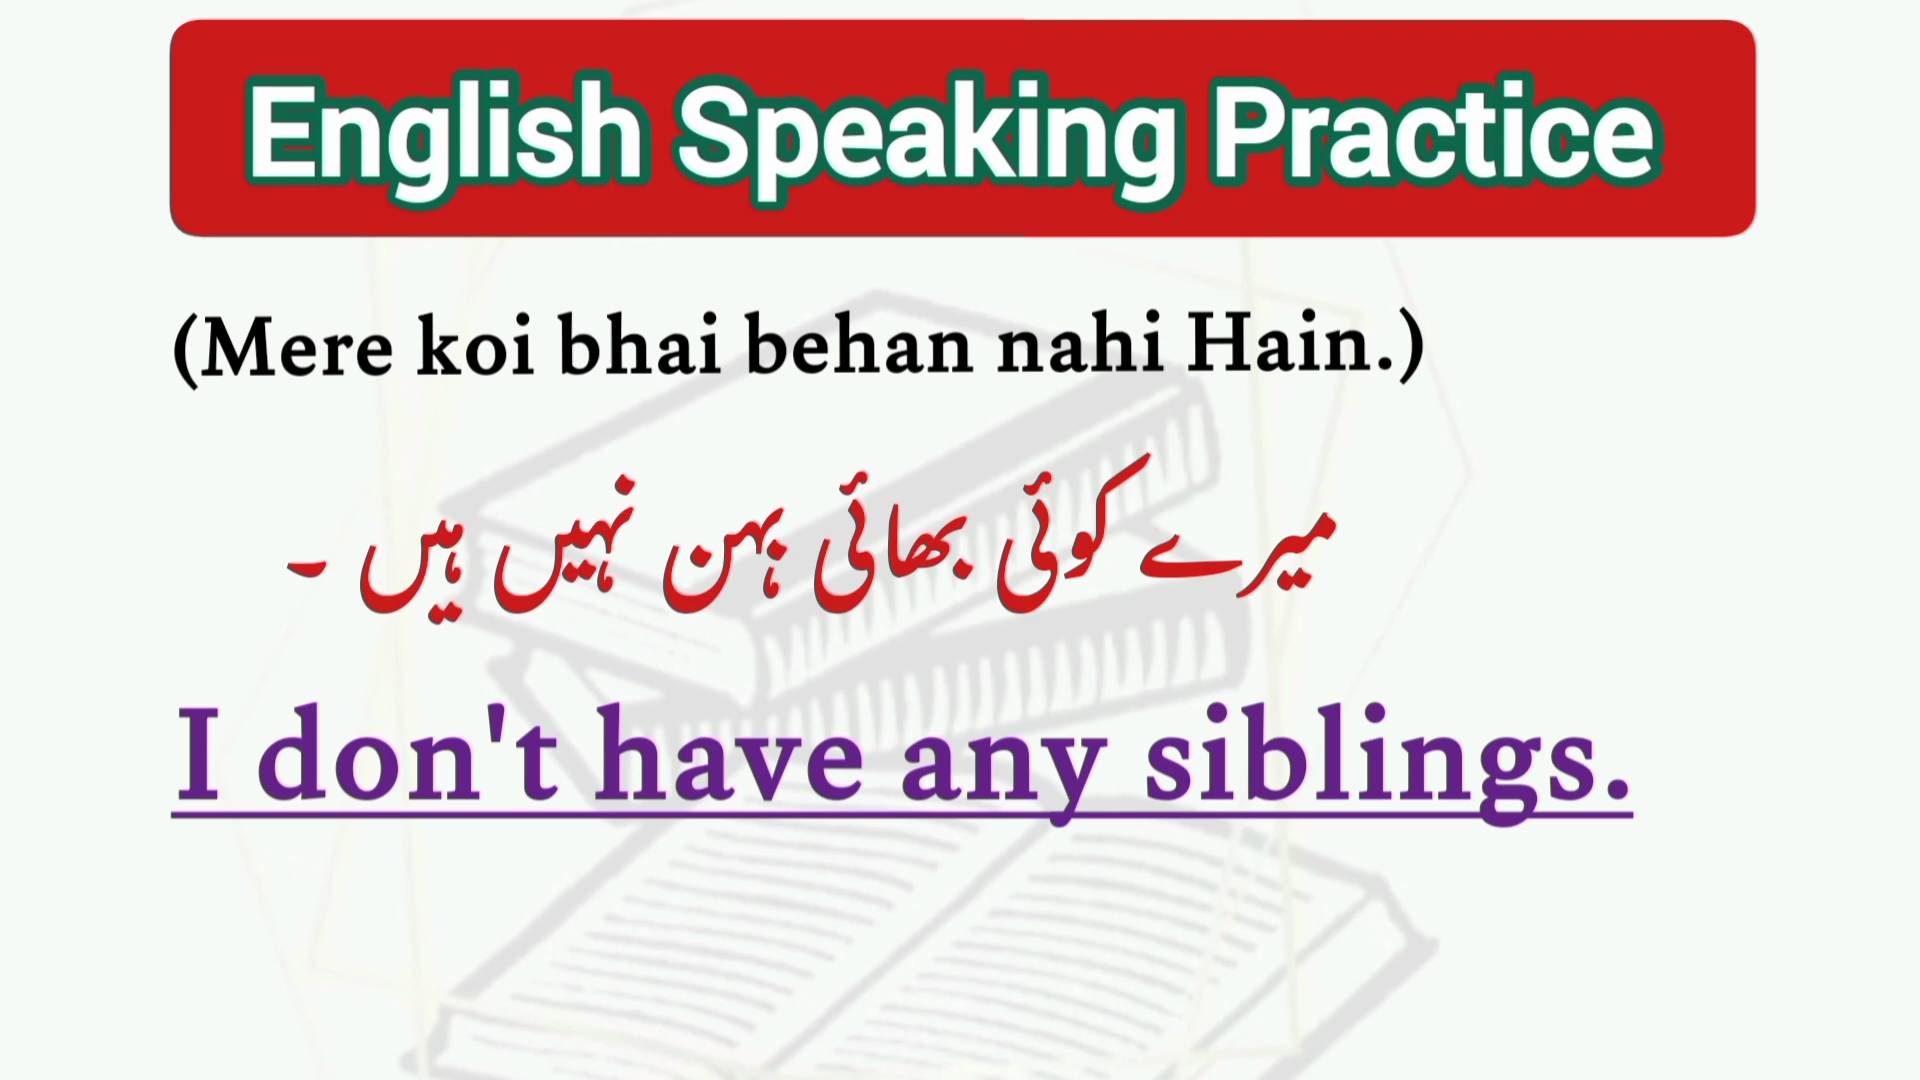 English Speaking Practice
(Mere koi bhai behan nahi Hain.)
میرے کوئی بھائی بہن نہیں ہیں ۔
I don't have any siblings.